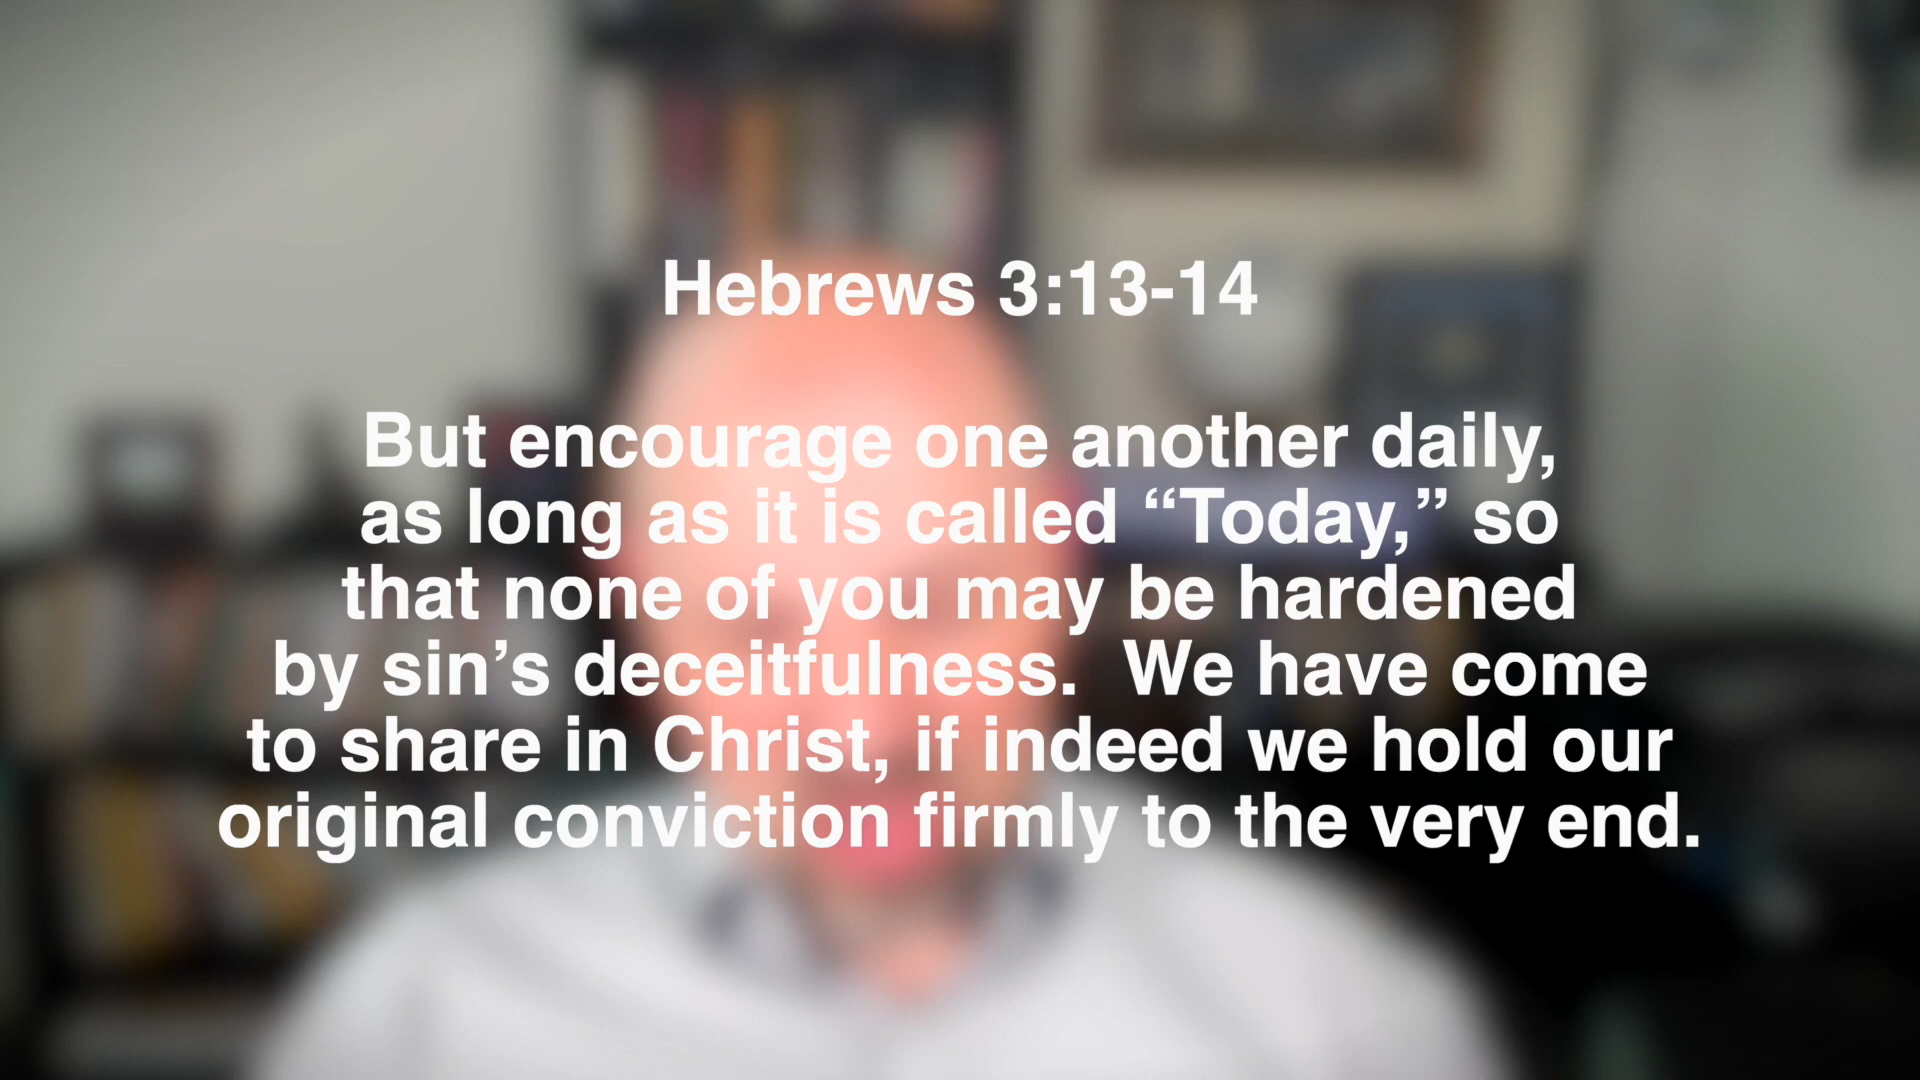 Hebrews 3:13-14
But encourage one another daily,
as long as it is called “Today,” so
that none of you may be hardened
by sin’s deceitfulness.  We have come
to share in Christ, if indeed we hold our
original conviction firmly to the very end.